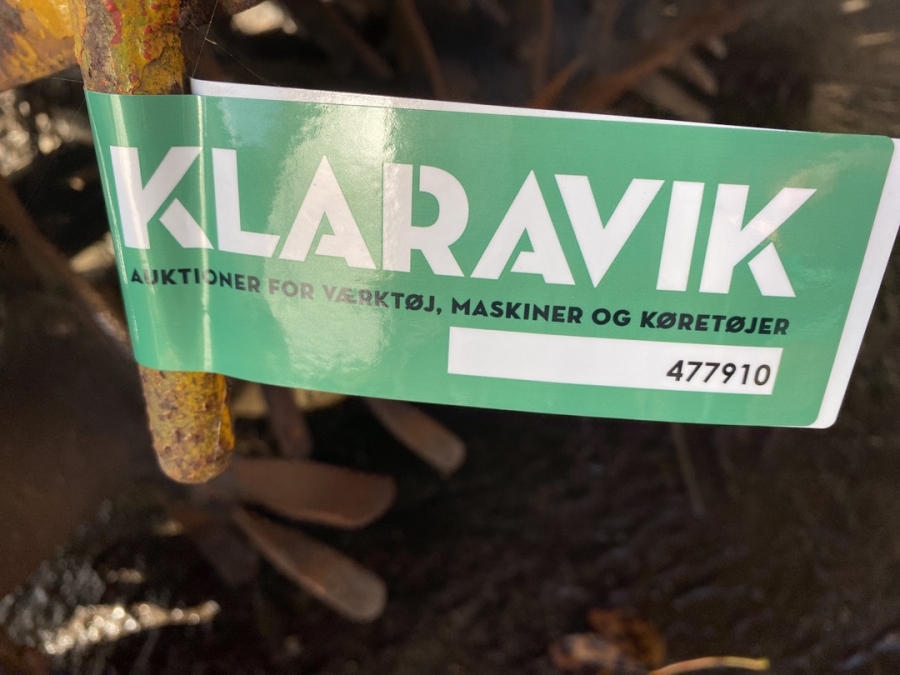 KLARAVIK
AUKTIONER FOR VÆRKTØJ, MASKINER OG KØRETØJER
477910